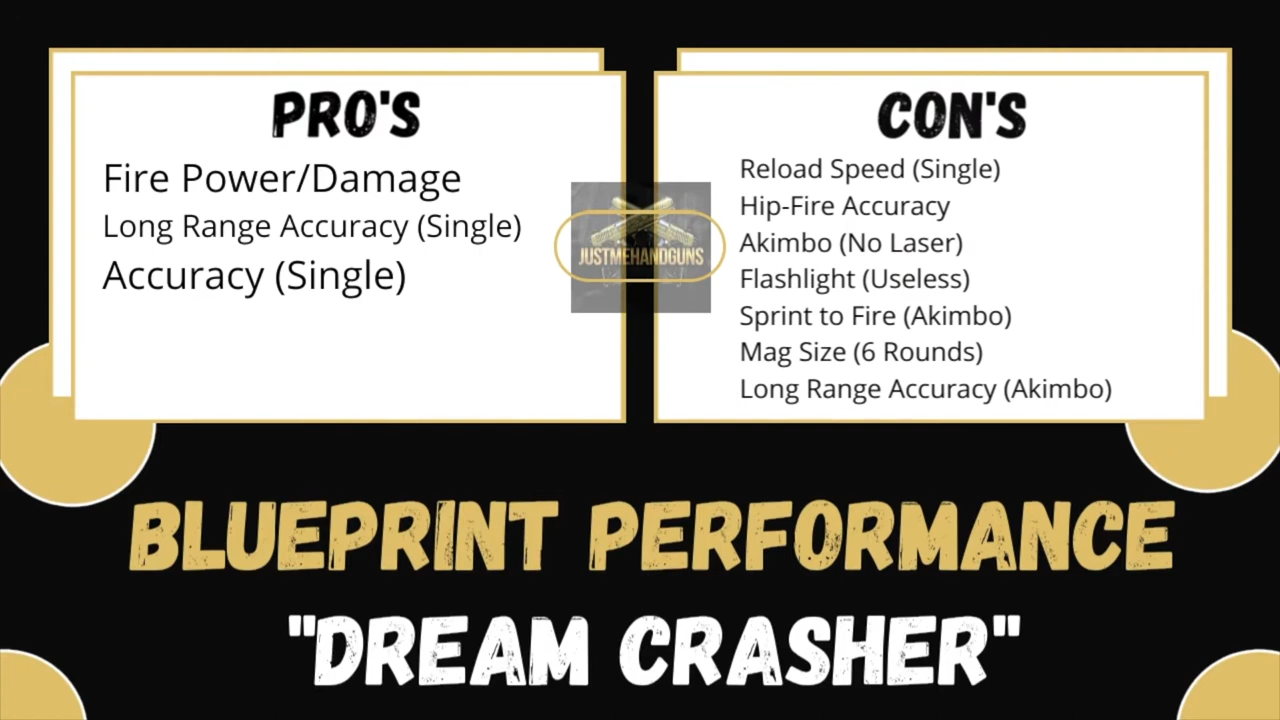 PRO'S
Fire Power/Damage
Long Range Accuracy (Single)
Accuracy (Single)
JUSTMEHANDGUNS
CON'S
Reload Speed (Single)
Hip-Fire Accuracy
Akimbo (No Laser)
Flashlight (Useless)
Sprint to Fire (Akimbo)
Mag Size (6 Rounds)
Long Range Accuracy (Akimbo)
BLUEPRINT PERFORMANCE
"DREAM CRASHER"